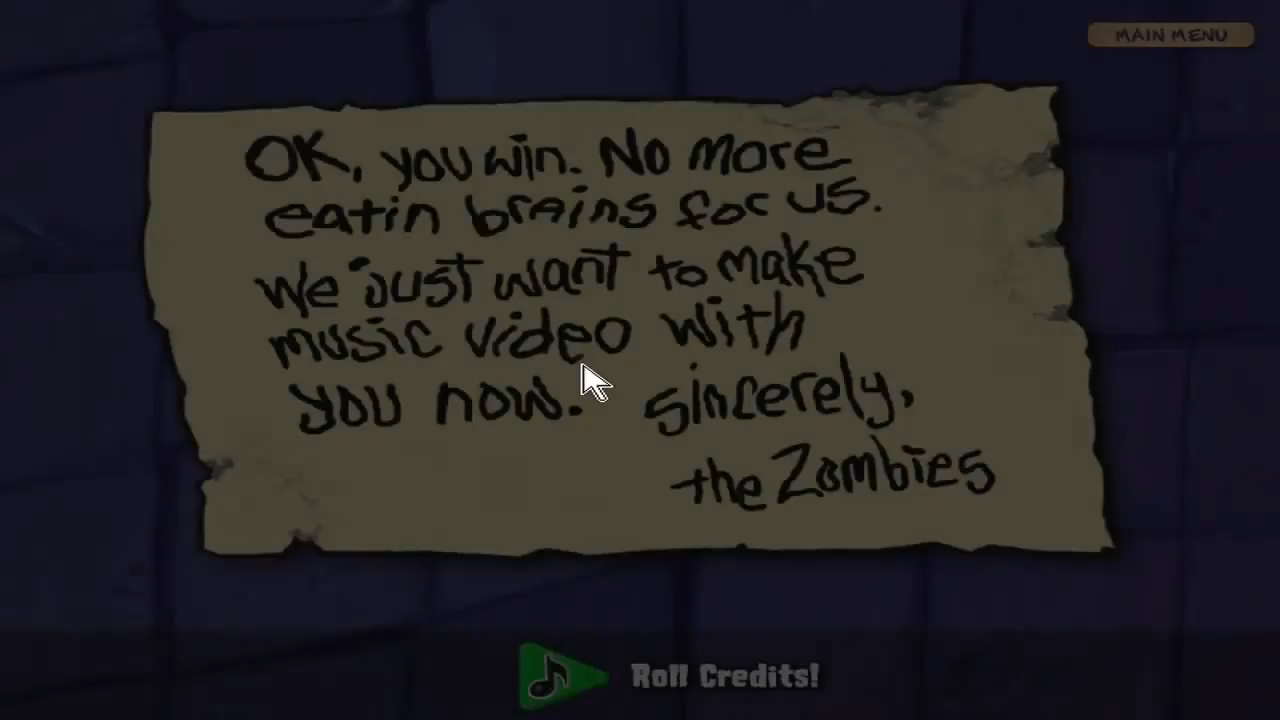 MAIN MENU
OK, you win. No more
eatin brains for us.
We just want to make
music video with
you now. sincerely,
the Zombies
Roll Credits!